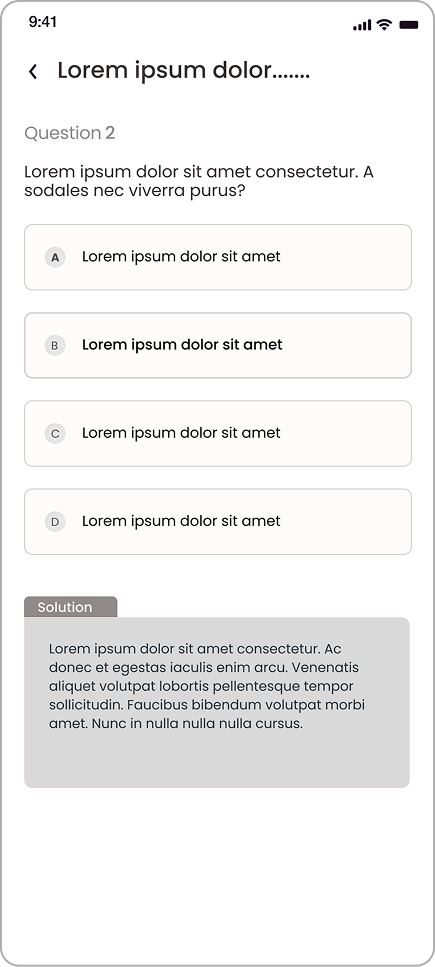 9:41
Lorem ipsum dolor.......
Question 2
Lorem ipsum dolor sit amet consectetur. A
sodales nec viverra purus?
A Lorem ipsum dolor sit amet
B Lorem ipsum dolor sit amet
C Lorem ipsum dolor sit amet
D Lorem ipsum dolor sit amet
Solution
Lorem ipsum dolor sit amet consectetur. Ac
donec et egestas iaculis enim arcu. Venenatis
aliquet volutpat lobortis pellentesque tempor
sollicitudin. Faucibus bibendum volutpat morbi
amet. Nunc in nulla nulla nulla cursus.